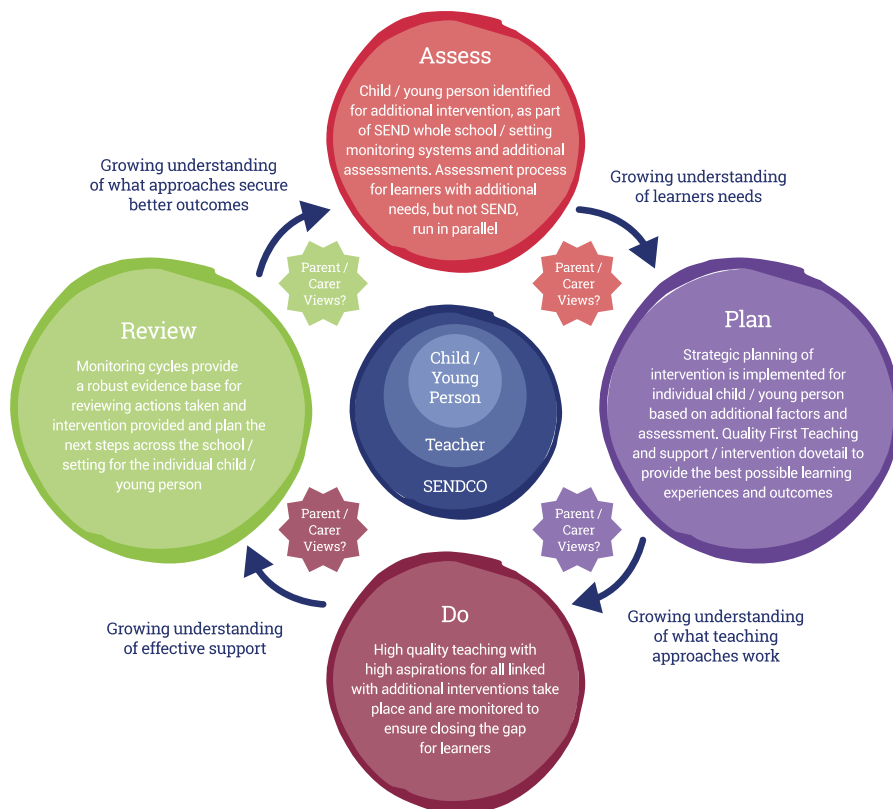 Assess
Child / young person identified
for additional intervention, as part
of SEND whole school / setting
monitoring systems and additional
assessments. Assessment process
for learners with additional
needs, but not SEND,
run in parallel
Growing understanding
of what approaches secure
better outcomes
Growing understanding
of learners needs
Parent /
Carer
Views?
Parent /
Carer
Views?
Review
Monitoring cycles provide
a robust evidence base for
reviewing actions taken and
intervention provided and plan the
next steps across the school /
setting for the individual child /
young person
Child /
Young
Person
Teacher
SENDCO
Plan
Strategic planning of
intervention is implemented for
individual child / young person
based on additional factors and
assessment. Quality First Teaching
and support / intervention dovetail to
provide the best possible learning
experiences and outcomes
Parent /
Carer
Views?
Parent /
Carer
Views?
Growing understanding
of effective support
Do
High quality teaching with
high aspirations for all linked
with additional interventions take
place and are monitored to
ensure closing the gap
for learners
Growing understanding
of what teaching
approaches work